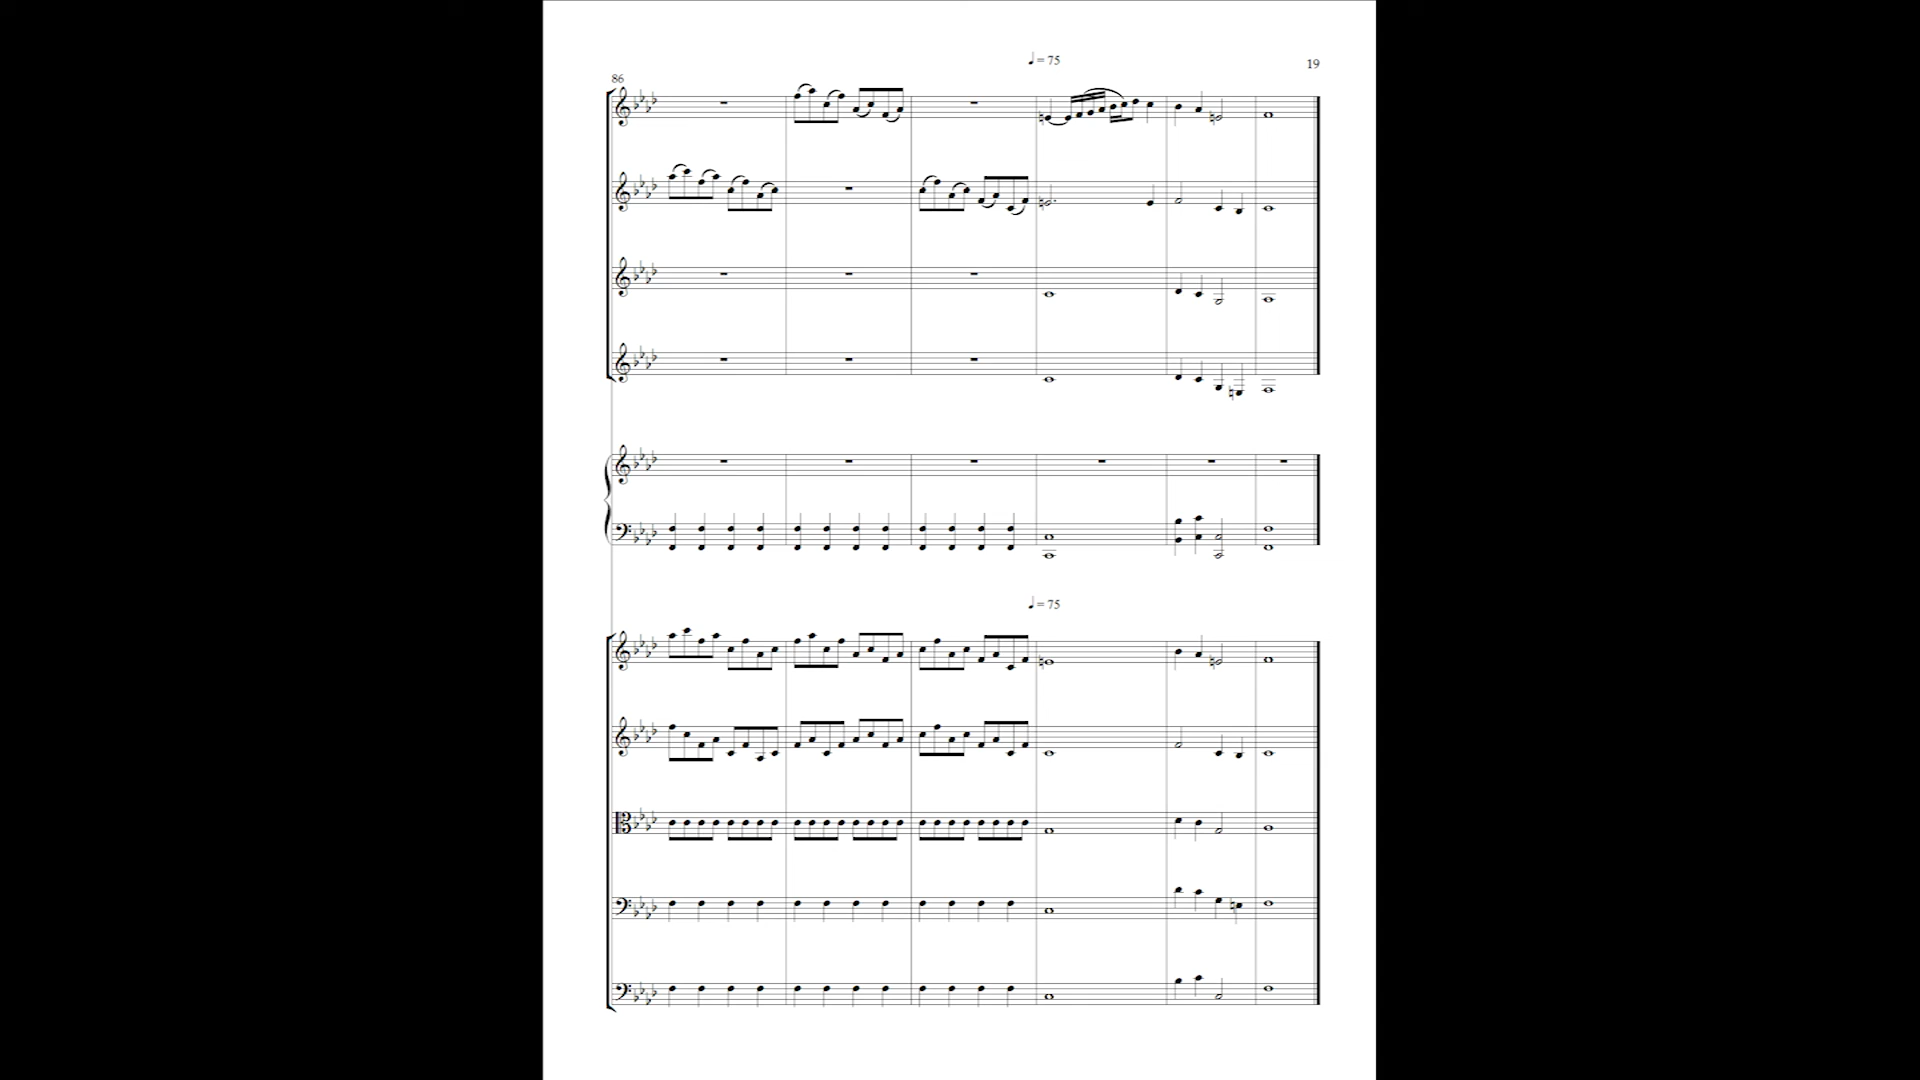 ♩ = 75
19
86
♩ = 75